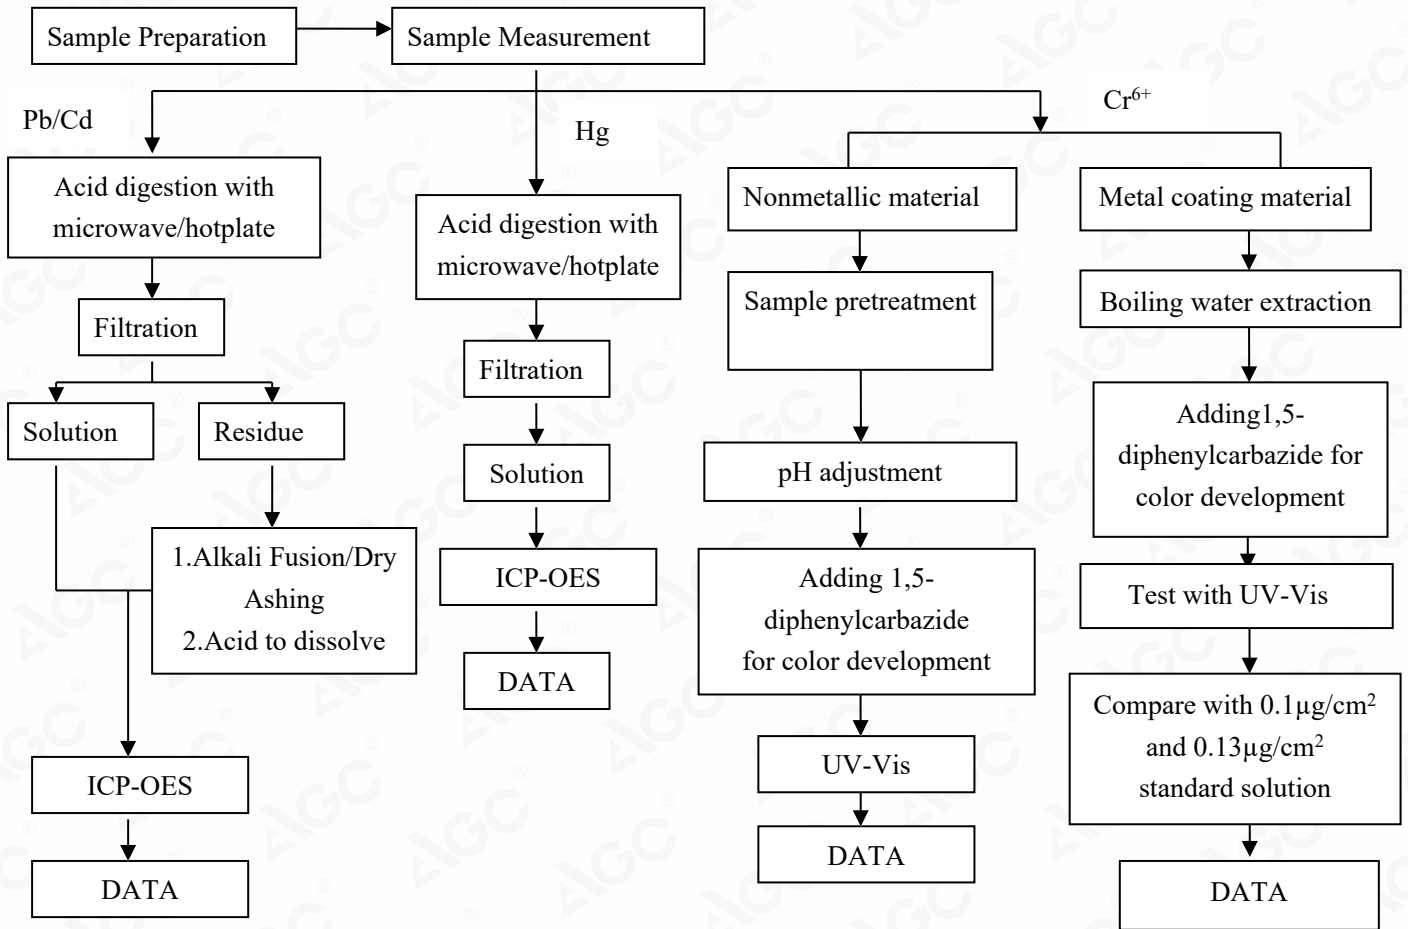 Sample Preparation
Sample Measurement
Pb/Cd
Hg
Cr6+
Acid digestion with
microwave/hotplate
Filtration
Solution
Residue
1.Alkali Fusion/Dry
Ashing
2.Acid to dissolve
ICP-OES
DATA
Acid digestion with
microwave/hotplate
Filtration
Solution
ICP-OES
DATA
Nonmetallic material
Sample pretreatment
pH adjustment
Adding 1,5-
diphenylcarbazide
for color development
UV-Vis
DATA
Metal coating material
Boiling water extraction
Adding1,5-
diphenylcarbazide for
color development
Test with UV-Vis
Compare with 0.1µg/cm2
and 0.13µg/cm2
standard solution
DATA
AGC